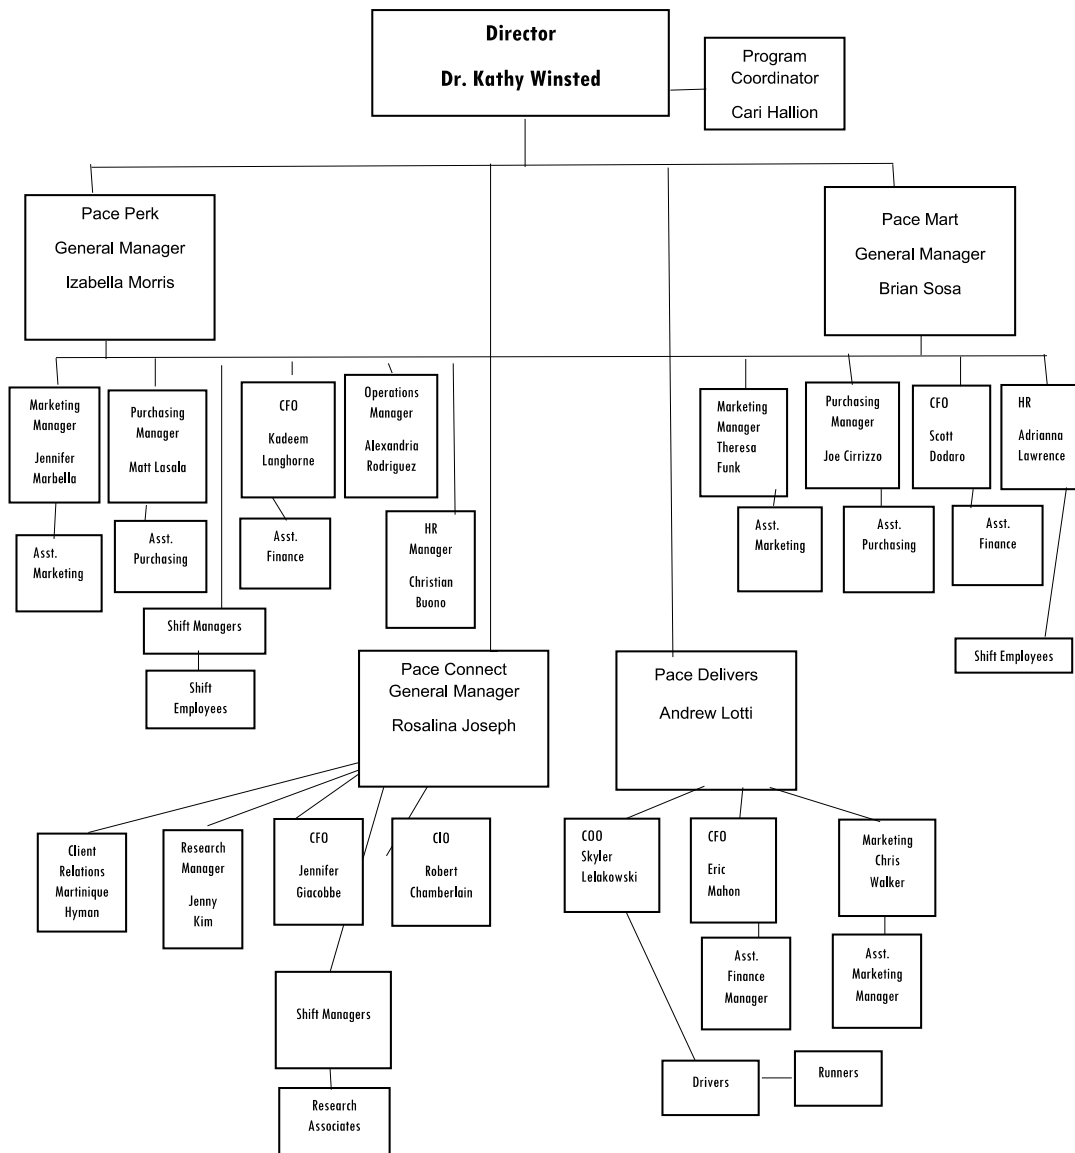 Director
Dr. Kathy Winsted
Program
Coordinator
Cari Hallion
Pace Perk
General Manager
Izabella Morris
Pace Mart
General Manager
Brian Sosa
Marketing
Manager
Jennifer
Marbella
Purchasing
Manager
Matt Lasala
CFO
Kadeem
Langhorne
Operations
Manager
Alexandria
Rodriguez
HR
Manager
Christian
Buono
Marketing
Manager
Theresa
Funk
Purchasing
Manager
Joe Cirrizzo
CFO
Scott
Dodaro
HR
Adrianna
Lawrence
Asst.
Marketing
Asst.
Purchasing
Asst.
Finance
Asst.
Marketing
Asst.
Purchasing
Asst.
Finance
Shift Managers
Shift
Employees
Shift Employees
Pace Connect
General Manager
Rosalina Joseph
Pace Delivers
Andrew Lotti
Client
Relations
Martinique
Hyman
Research
Manager
Jenny
Kim
CFO
Jennifer
Giacobbe
CIO
Robert
Chamberlain
COO
Skyler
Lelakowski
CFO
Eric
Mahon
Marketing
Chris
Walker
Asst.
Finance
Manager
Asst.
Marketing
Manager
Shift Managers
Research
Associates
Drivers
Runners